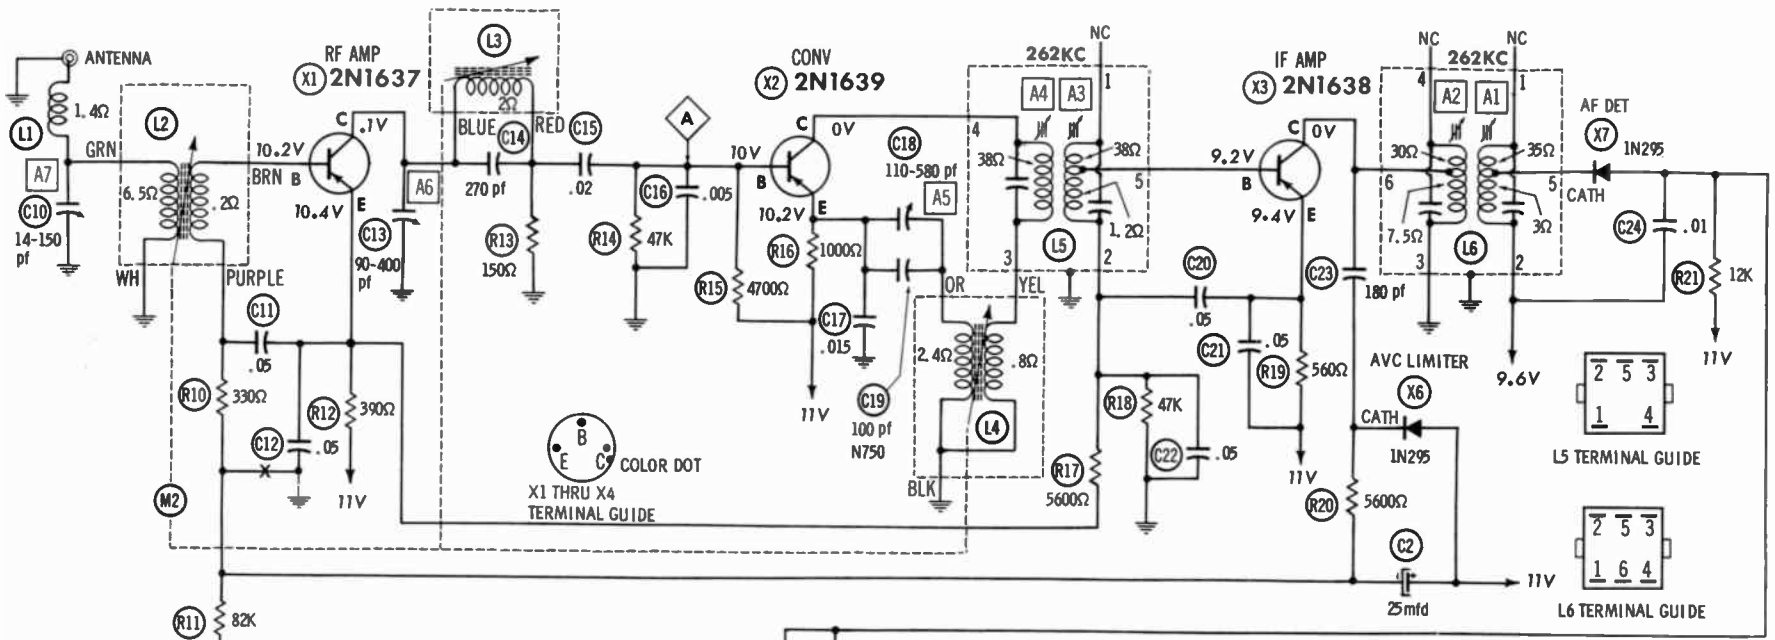 ANTENNA
L1
1.4Ω
GRN
A7
C10
14-150
pf
L2
6.5Ω
.2Ω
BRN
WH
PURPLE
RF AMP
X1 2N1637
C
.1V
10.2V
B
10.4V
E
L3
2Ω
BLUE
RED
A6
C13
90-400
pf
C14
270 pf
C15
.02
R13
150Ω
C11
.05
R10
330Ω
C12
.05
R12
390Ω
11V
M2
R11
82K
A
C16
.005
R14
47K
R15
4700Ω
CONV
X2 2N1639
C
0V
10V
B
10.2V
E
R16
1000Ω
C17
.015
11V
C18
110-580 pf
A5
C19
100 pf
N750
B
E
C
COLOR DOT
X1 THRU X4
TERMINAL GUIDE
OR
YEL
2.4Ω
.8Ω
L4
BLK
NC
262KC
A4
A3
1
4
38Ω
38Ω
5
1.2Ω
L5
3
2
C20
.05
C21
.05
R19
560Ω
11V
R18
47K
C22
.05
R17
5600Ω
IF AMP
X3 2N1638
C
0V
9.2V
B
9.4V
E
C23
180 pf
NC
NC
262KC
4
1
A2
A1
30Ω
35Ω
6
5
7.5Ω
3Ω
L6
3
2
9.6V
AF DET
X7
1N295
CATH
C24
.01
R21
12K
11V
AVC LIMITER
X6
CATH
1N295
R20
5600Ω
C2
25mfd
11V
2 5 3
1 4
L5 TERMINAL GUIDE
2 5 3
1 6 4
L6 TERMINAL GUIDE